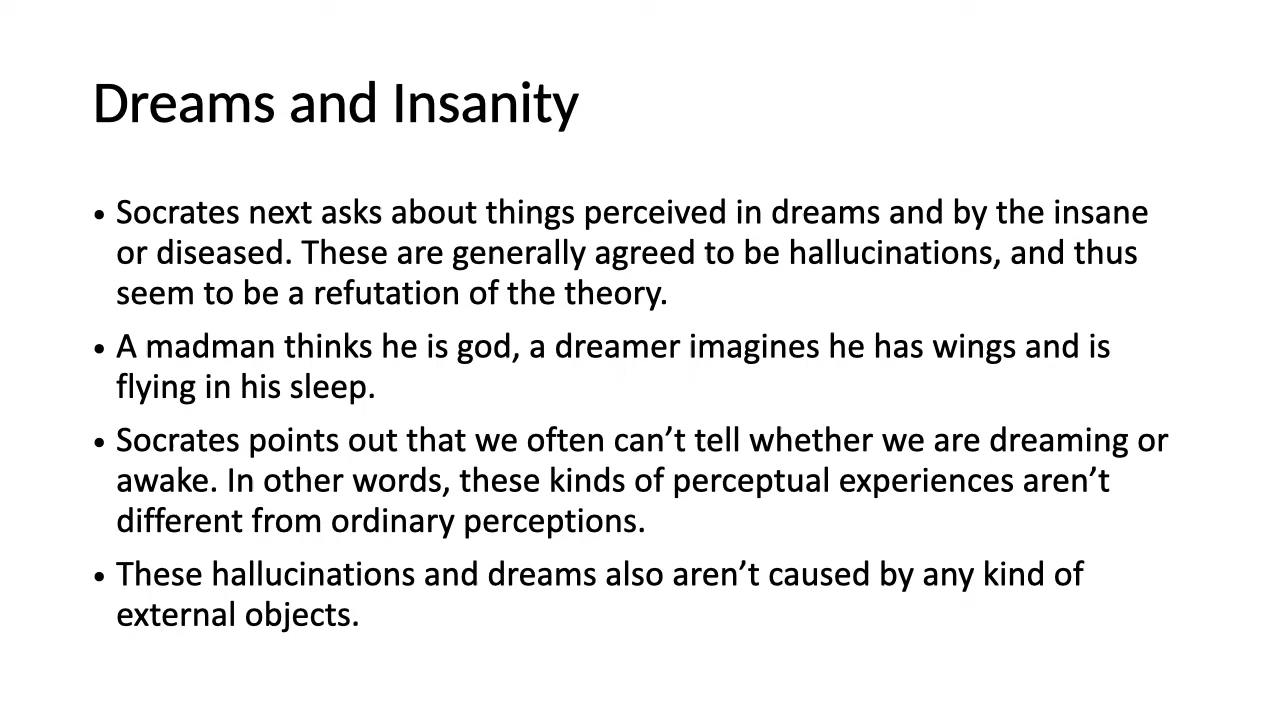 Dreams and Insanity
• Socrates next asks about things perceived in dreams and by the insane
or diseased. These are generally agreed to be hallucinations, and thus
seem to be a refutation of the theory.
• A madman thinks he is god, a dreamer imagines he has wings and is
flying in his sleep.
• Socrates points out that we often can’t tell whether we are dreaming or
awake. In other words, these kinds of perceptual experiences aren’t
different from ordinary perceptions.
• These hallucinations and dreams also aren’t caused by any kind of
external objects.